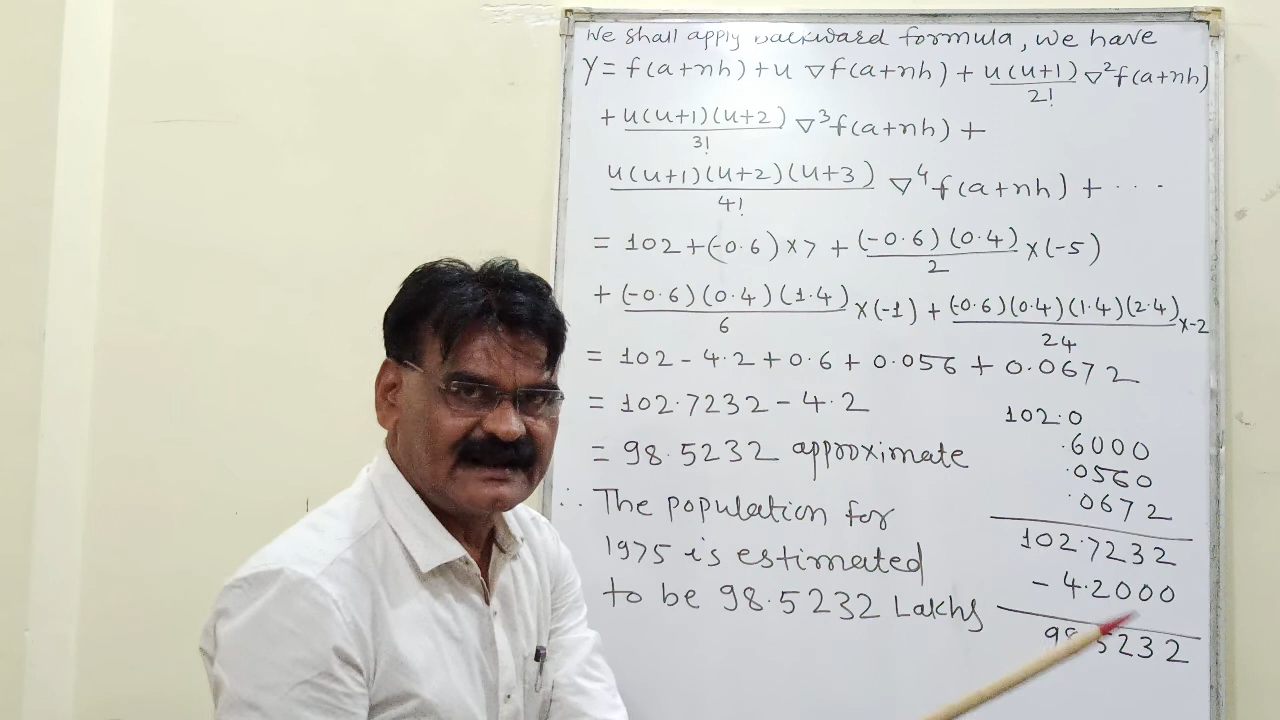 We shall apply backward formula, we have
Y = f(a+nh) + u ∇f(a+nh) + u(u+1)/2! ∇²f(a+nh)
+ u(u+1)(u+2)/3! ∇³f(a+nh) +
u(u+1)(u+2)(u+3)/4! ∇⁴f(a+nh) + ....
= 102 + (-0.6) × 7 + (-0.6)(0.4)/2 × (-5)
+ (-0.6)(0.4)(1.4)/6 × (-1) + (-0.6)(0.4)(1.4)(2.4)/24 × -2
= 102 - 4.2 + 0.6 + 0.056 + 0.0672
= 102.7232 - 4.2
= 98.5232 approximate
∴ The population for
1975 is estimated
to be 98.5232 Lakhs
102.0
.6000
.0560
.0672
102.7232
- 4.2000
98.5232